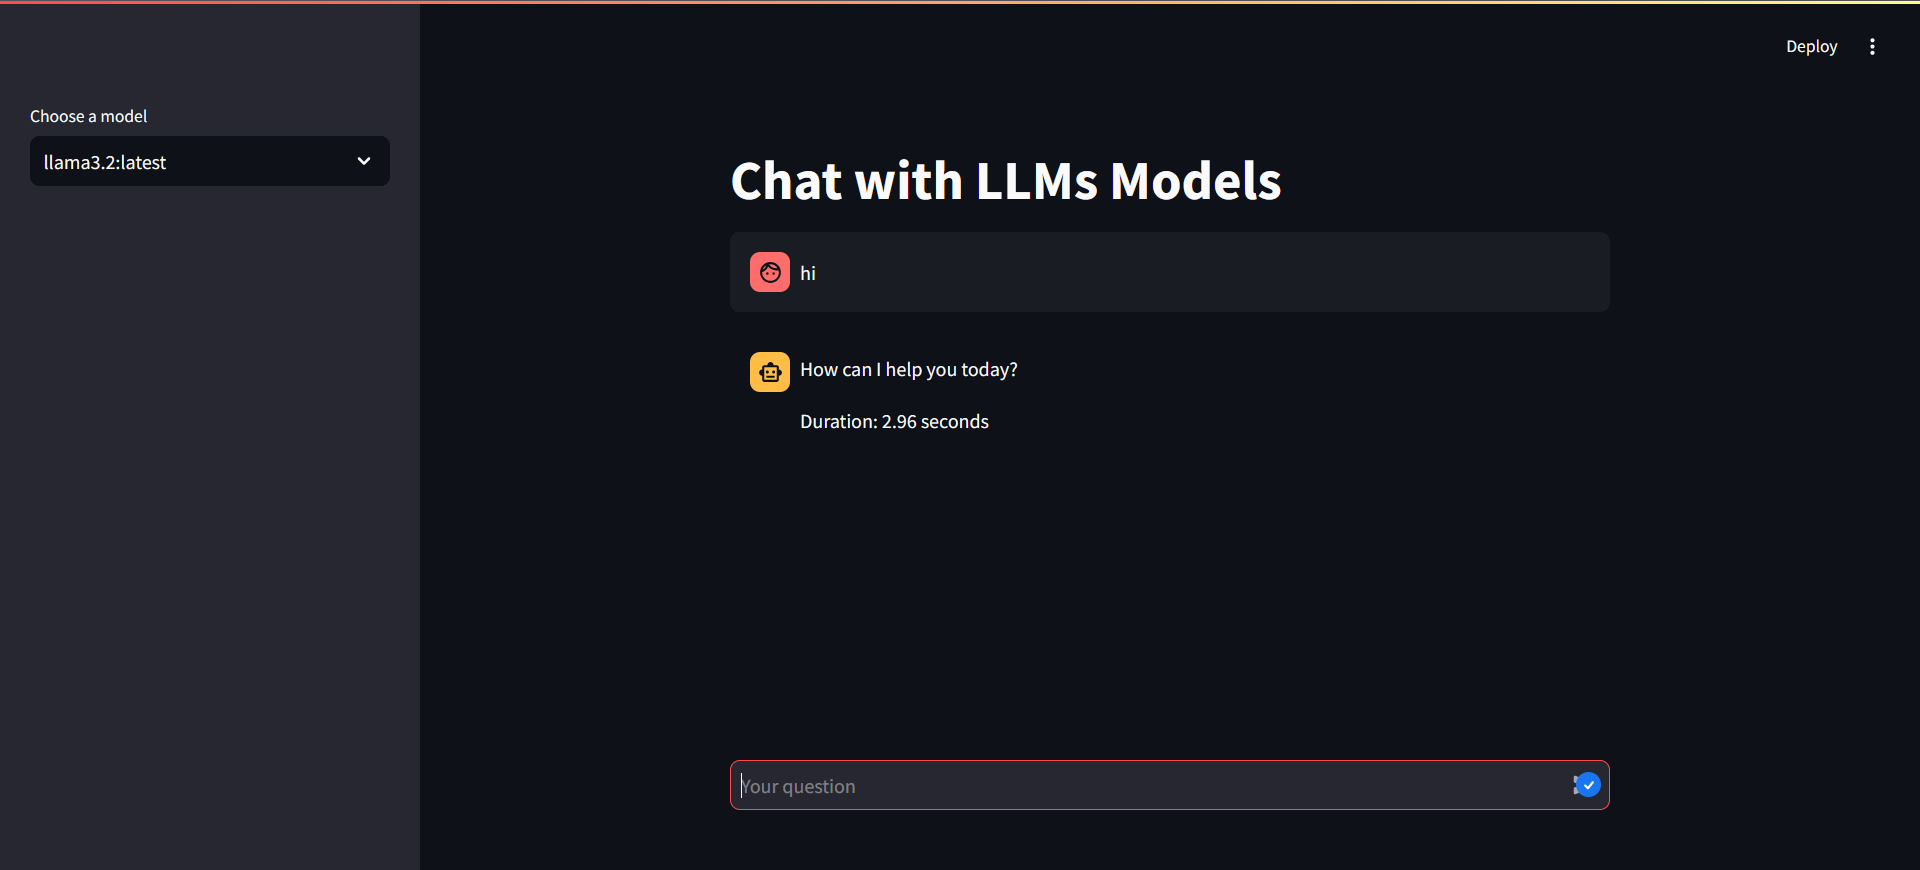 Deploy
Choose a model
llama3.2:latest
Chat with LLMs Models
hi
How can I help you today?
Duration: 2.96 seconds
Your question